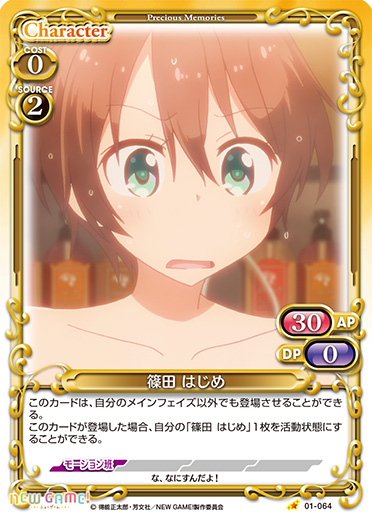 Precious Memories
Character
COST
0
SOURCE
2
30 AP
DP 0
篠田 はじめ
このカードは、自分のメインフェイズ以外でも登場させることができ
る。
このカードが登場した場合、自分の「篠田 はじめ」1枚を活動状態にす
ることができる。
モーション班
な、なにすんだよ!
NEW GAME!
© 得能正太郎・芳文社/NEW GAME!製作委員会
01-064